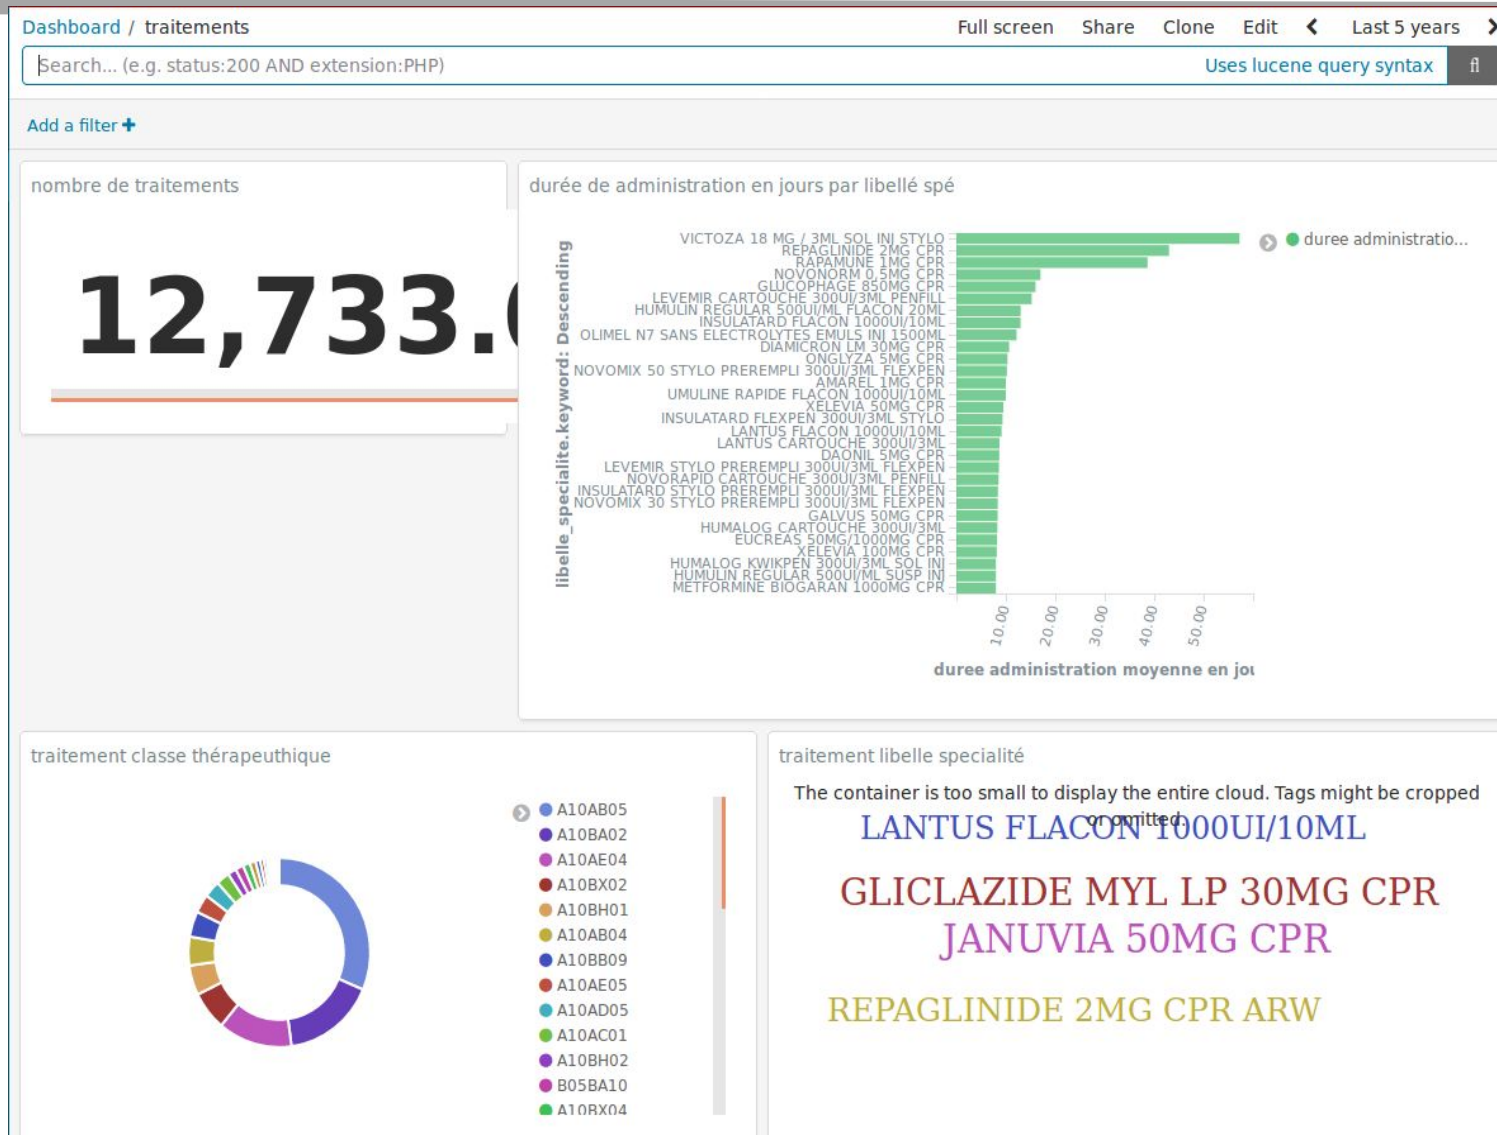 Dashboard / traitements Full screen Share Clone Edit Last 5 years
Search... (e.g. status:200 AND extension:PHP) Uses lucene query syntax
Add a filter
nombre de traitements
12,733.
durée de administration en jours par libellé spé
libelle_specialite.keyword: Descending
VICTOZA 18 MG / 3ML SOL INJ STYLO
REPAGLINIDE 2MG CPR
RAPAMUNE 1MG CPR
NOVONORM 0,5MG CPR
GLUCOPHAGE 850MG CPR
LEVEMIR CARTOUCHE 300UI/3ML PENFILL
HUMULIN REGULAR 500UI/ML FLACON 20ML
INSULATARD FLACON 1000UI/10ML
OLIMEL N7 SANS ELECTROLYTES EMULS INJ 1500ML
DIAMICRON LM 30MG CPR
ONGLYZA 5MG CPR
NOVOMIX 50 STYLO PREREMPLI 300UI/3ML FLEXPEN
AMAREL 1MG CPR
UMULINE RAPIDE FLACON 1000UI/10ML
XELEVIA 50MG CPR
INSULATARD FLEXPEN 300UI/3ML STYLO
LANTUS FLACON 1000UI/10ML
LANTUS CARTOUCHE 300UI/3ML
DAONIL 5MG CPR
LEVEMIR STYLO PREREMPLI 300UI/3ML FLEXPEN
NOVORAPID CARTOUCHE 300UI/3ML PENFILL
INSULATARD STYLO PREREMPLI 300UI/3ML FLEXPEN
NOVOMIX 30 STYLO PREREMPLI 300UI/3ML FLEXPEN
GALVUS 50MG CPR
HUMALOG CARTOUCHE 300UI/3ML
EUCREAS 50MG/1000MG CPR
XELEVIA 100MG CPR
HUMALOG KWIKPEN 300UI/3ML SOL INJ
HUMULIN REGULAR 500UI/ML SUSP INJ
METFORMINE BIOGARAN 1000MG CPR
10.00 20.00 30.00 40.00 50.00
duree administration moyenne en jou
duree administratio...
traitement classe thérapeuthique
A10AB05
A10BA02
A10AE04
A10BX02
A10BH01
A10AB04
A10BB09
A10AE05
A10AD05
A10AC01
A10BH02
B05BA10
A10BX04
traitement libelle specialité
The container is too small to display the entire cloud. Tags might be cropped
or omitted.
LANTUS FLACON 1000UI/10ML
GLICLAZIDE MYL LP 30MG CPR
JANUVIA 50MG CPR
REPAGLINIDE 2MG CPR ARW